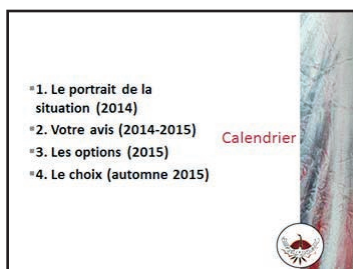 ▪1. Le portrait de la
situation (2014)
▪2. Votre avis (2014-2015)
▪3. Les options (2015)
▪4. Le choix (automne 2015)
Calendrier